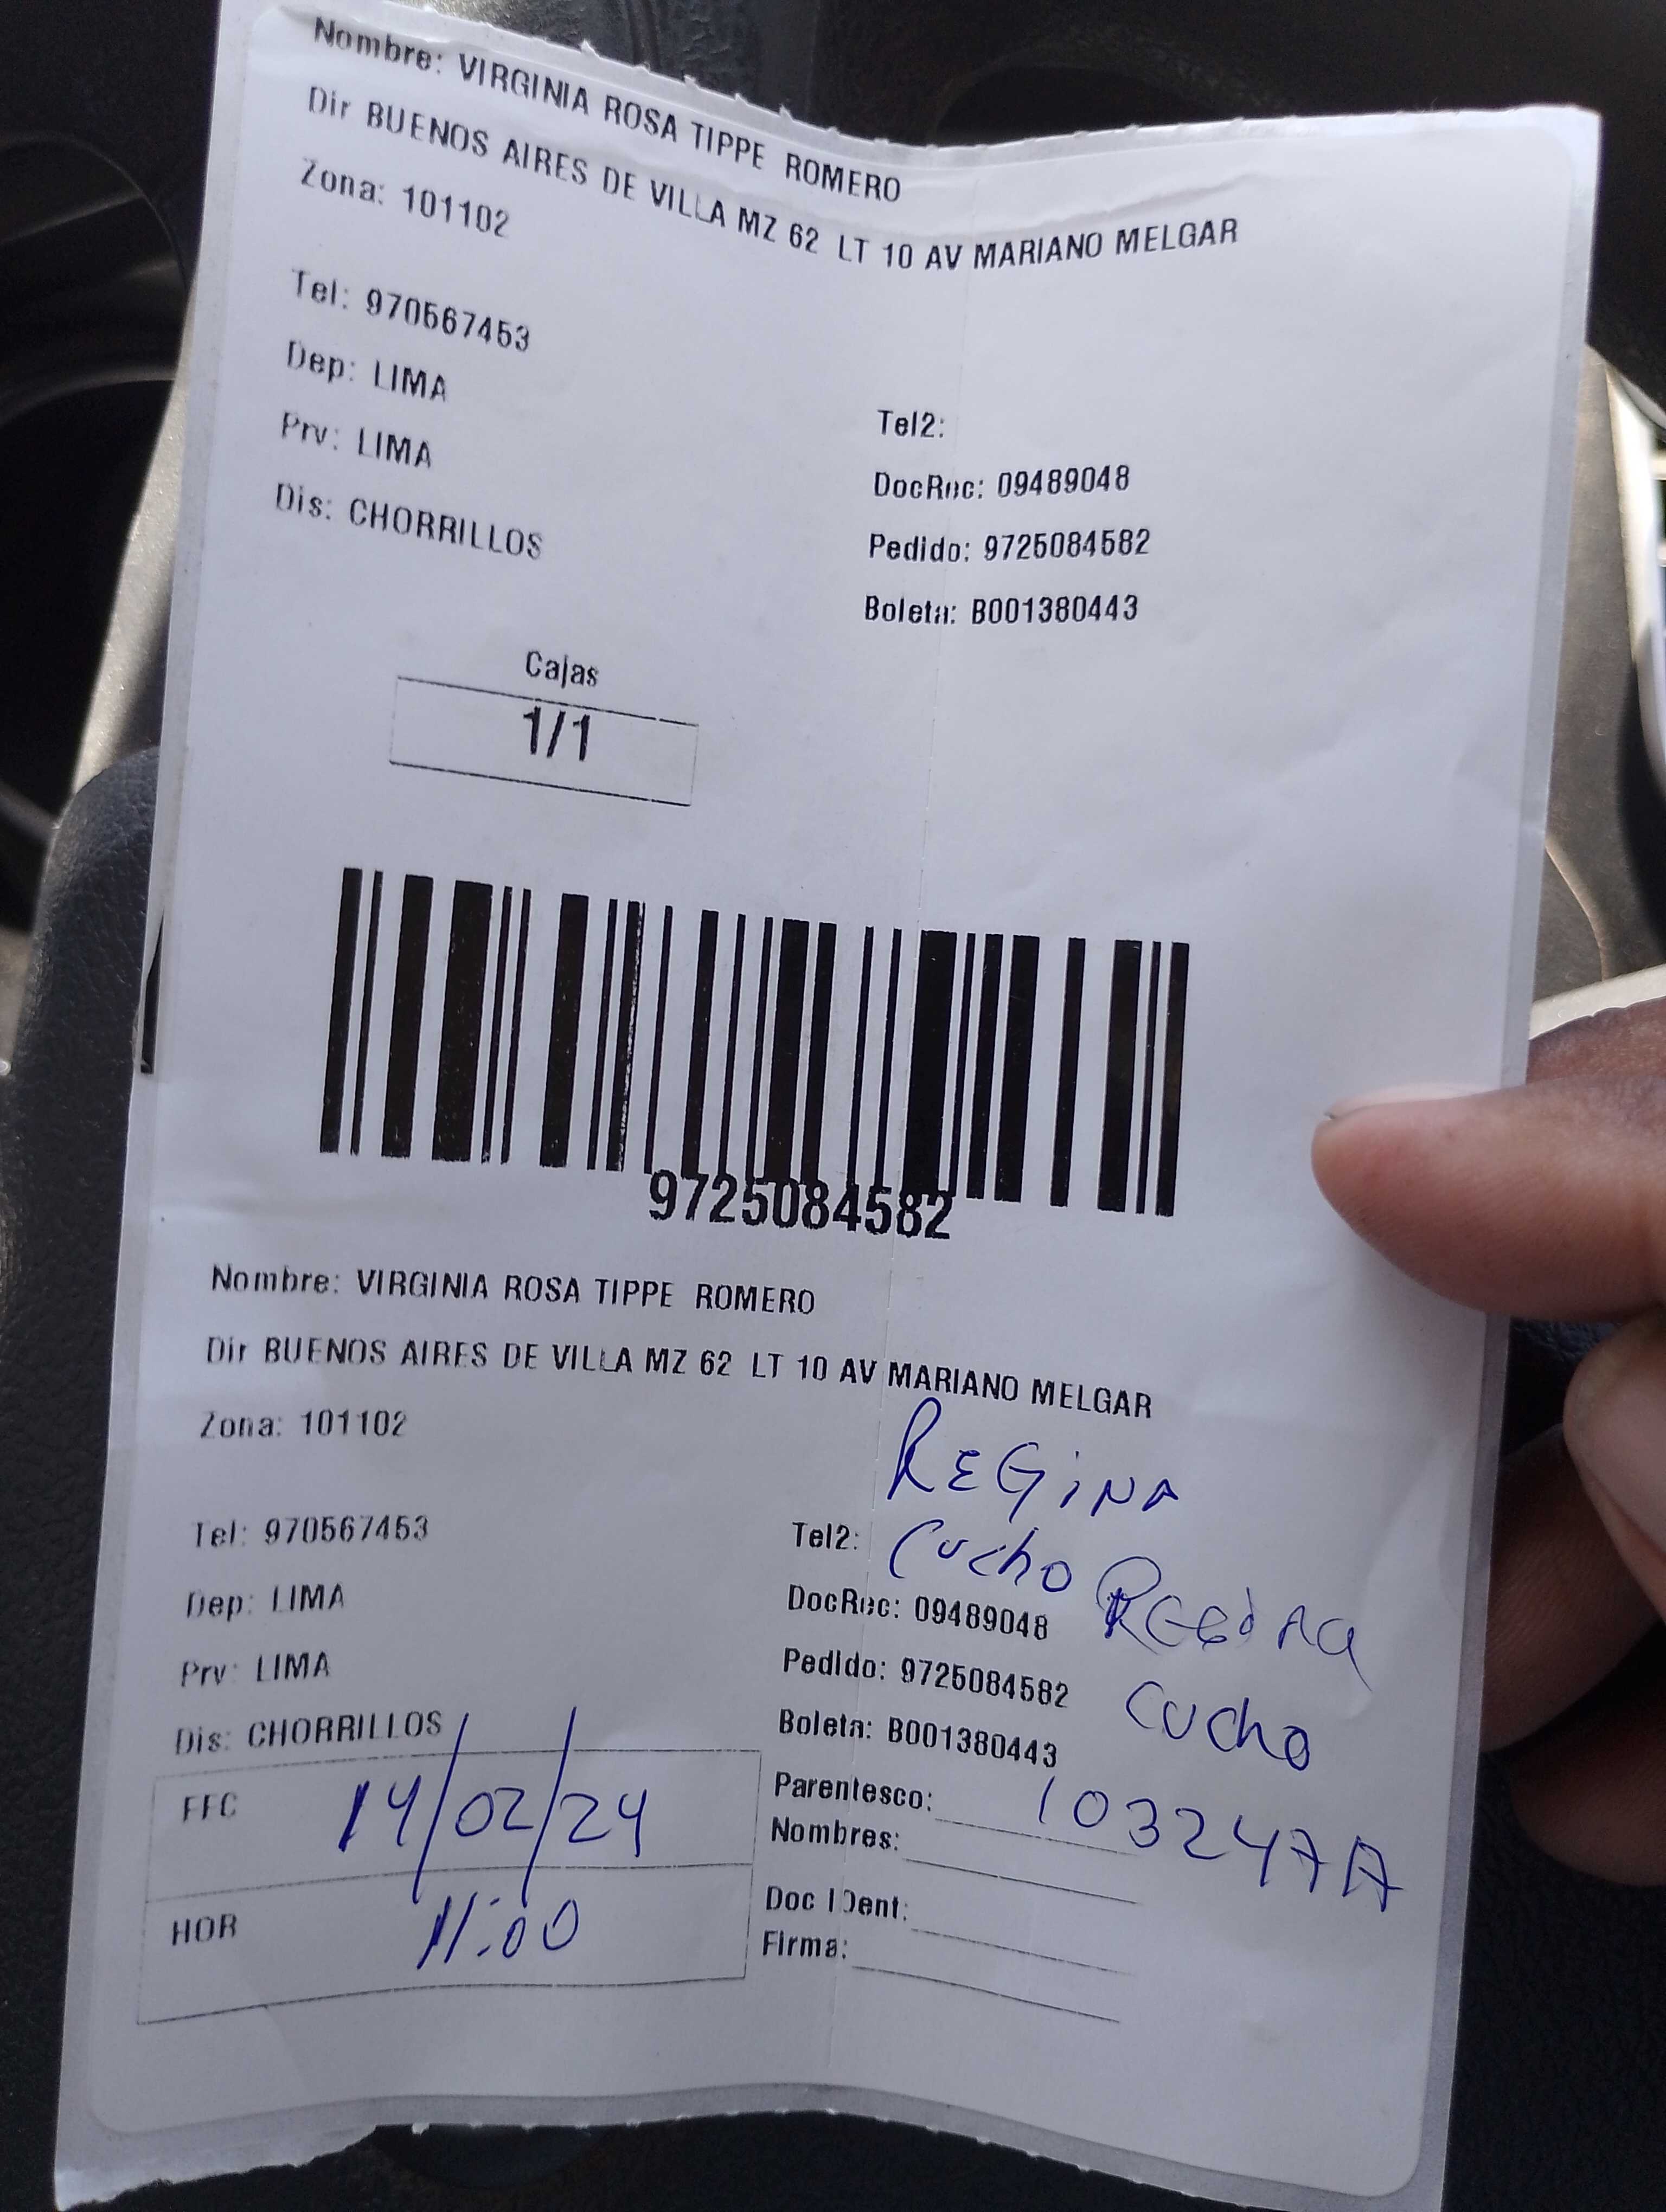 Nombre: VIRGINIA ROSA TIPPE ROMERO
Dir BUENOS AIRES DE VILLA MZ 62 LT 10 AV MARIANO MELGAR
Zona: 101102
Tel: 970567453
Dep: LIMA
Prv: LIMA
Dis: CHORRILLOS
Tel2:
DocRec: 09489048
Pedido: 9725084582
Boleta: B001380443
Cajas
1/1
9725084582
Nombre: VIRGINIA ROSA TIPPE ROMERO
Dir BUENOS AIRES DE VILLA MZ 62 LT 10 AV MARIANO MELGAR
Zona: 101102
Tel: 970567453
Dep: LIMA
Prv: LIMA
Dis: CHORRILLOS
REGiNA
Tel2: Cucho
DocRec: 09489048
Pedido: 9725084582 Cucho
Boleta: B001380443
FFC 14/02/24
HOR 11:00
Parentesco: 103247A
Nombres:
Doc IDent:
Firma: